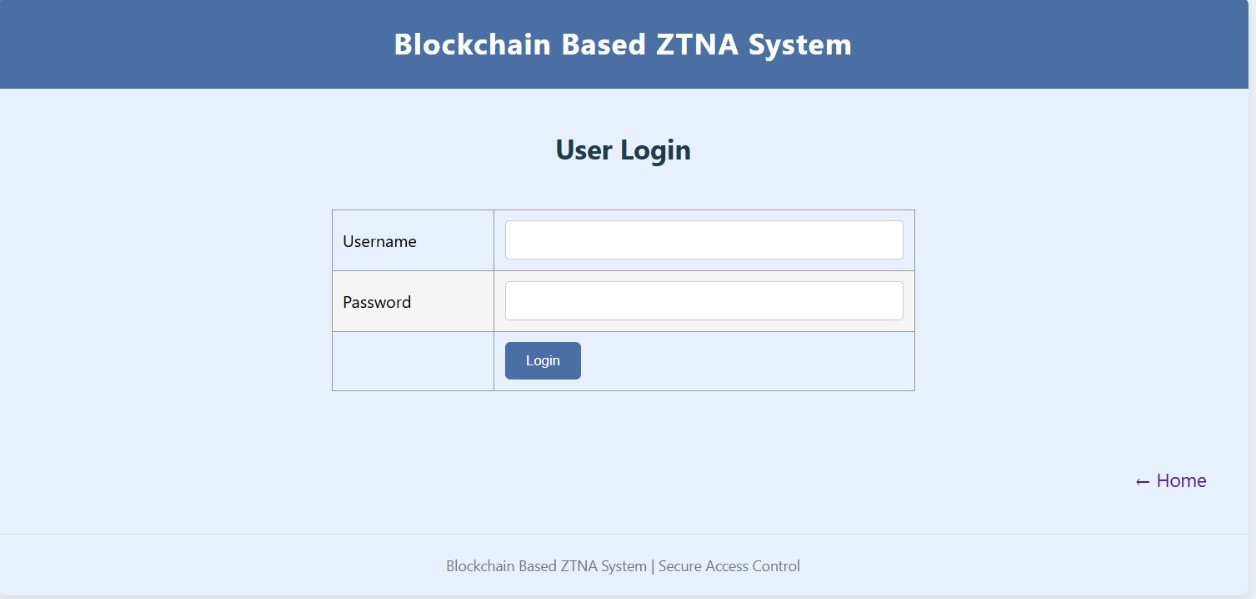 Blockchain Based ZTNA System
User Login
Username
Password
Login
← Home
Blockchain Based ZTNA System | Secure Access Control